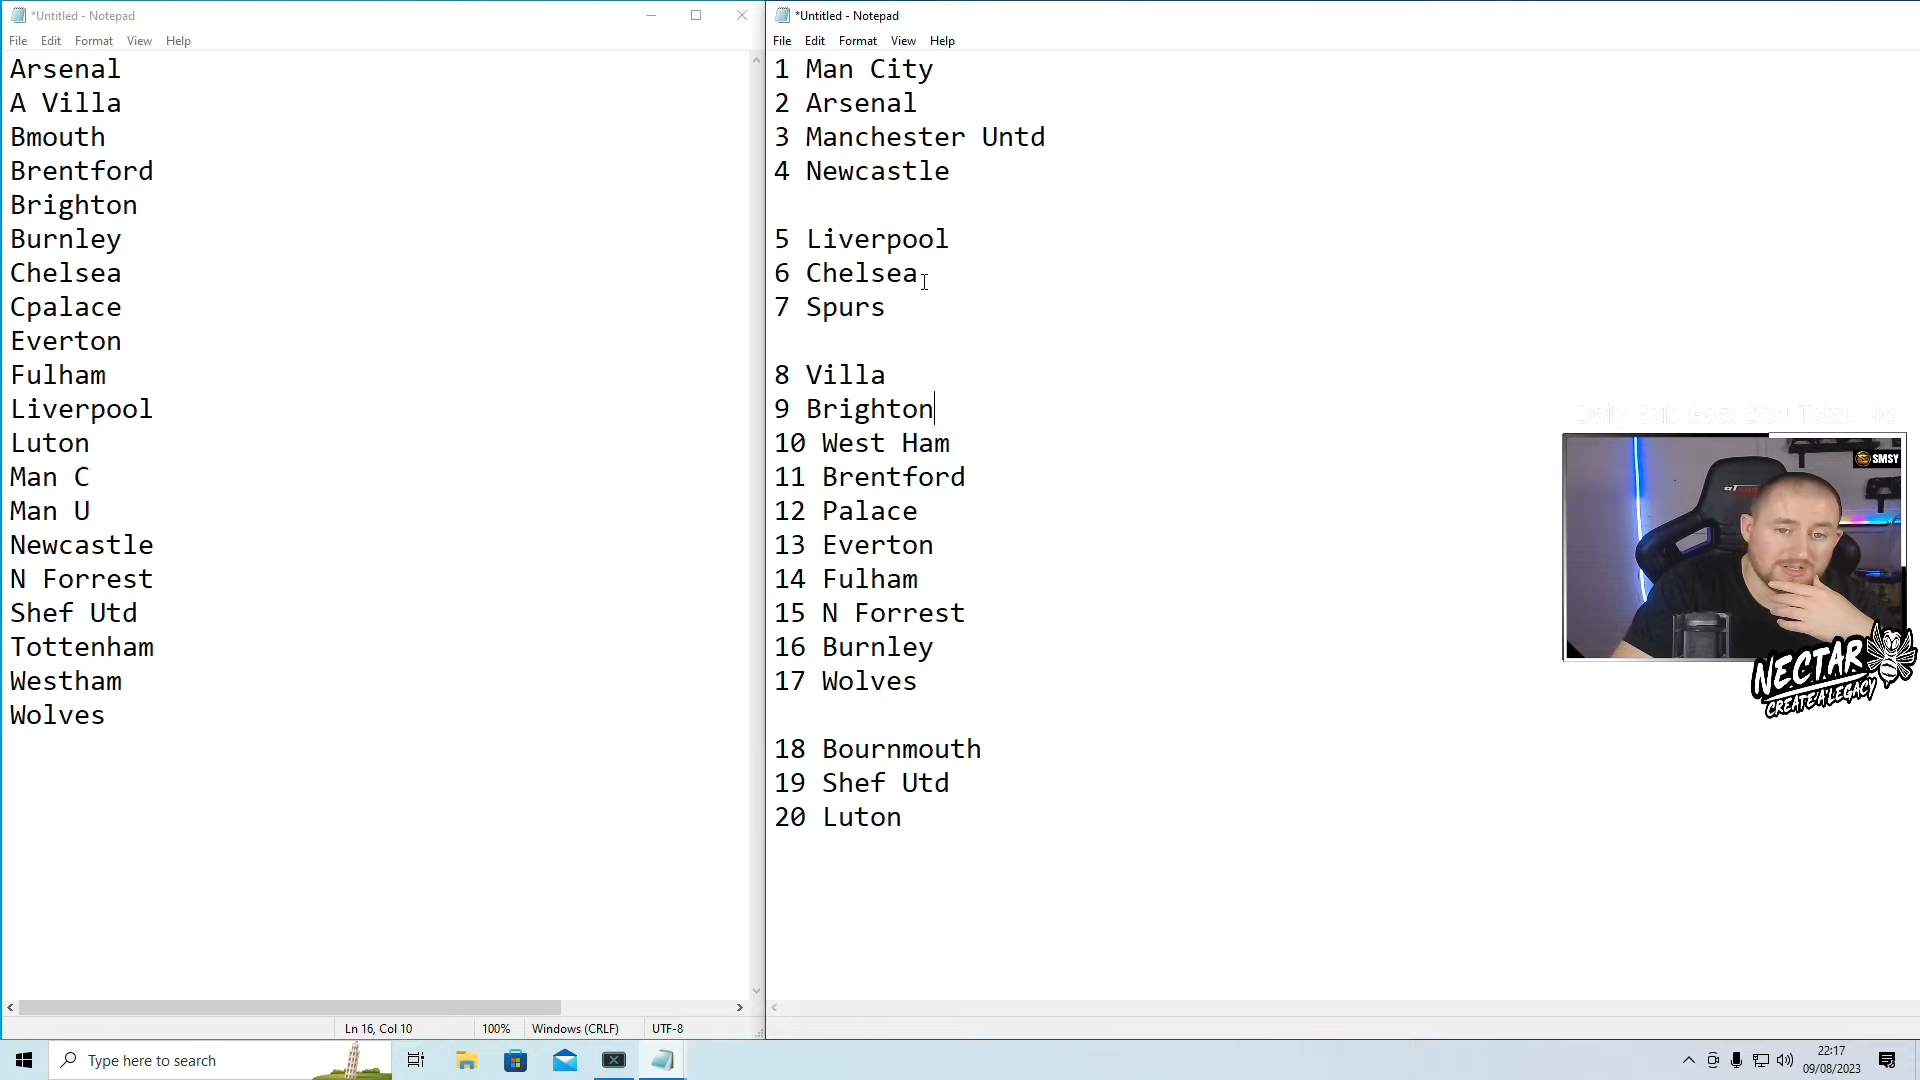 *Untitled - Notepad
File Edit Format View Help
Arsenal
A Villa
Bmouth
Brentford
Brighton
Burnley
Chelsea
Cpalace
Everton
Fulham
Liverpool
Luton
Man C
Man U
Newcastle
N Forrest
Shef Utd
Tottenham
Westham
Wolves
Ln 16, Col 10 100% Windows (CRLF) UTF-8
*Untitled - Notepad
File Edit Format View Help
1 Man City
2 Arsenal
3 Manchester Untd
4 Newcastle
5 Liverpool
6 Chelsea
7 Spurs
8 Villa
9 Brighton
10 West Ham
11 Brentford
12 Palace
13 Everton
14 Fulham
15 N Forrest
16 Burnley
17 Wolves
18 Bournmouth
19 Shef Utd
20 Luton
SMSY
NECTAR
CREATE A LEGACY
Type here to search
22:17
09/08/2023